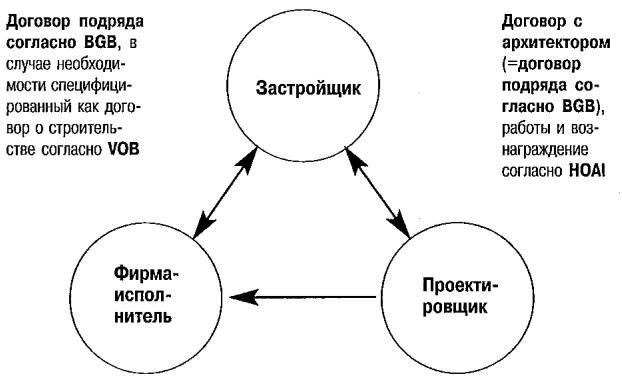 Договор подряда
согласно BGB, в
случае необходи-
мости специфици-
рованный как дого-
вор о строитель-
стве согласно VOB
Застройщик
Договор с
архитектором
(=договор
подряда со-
гласно BGB),
работы и воз-
награждение
согласно HOAI
Фирма-
испол-
нитель
Проекти-
ровщик